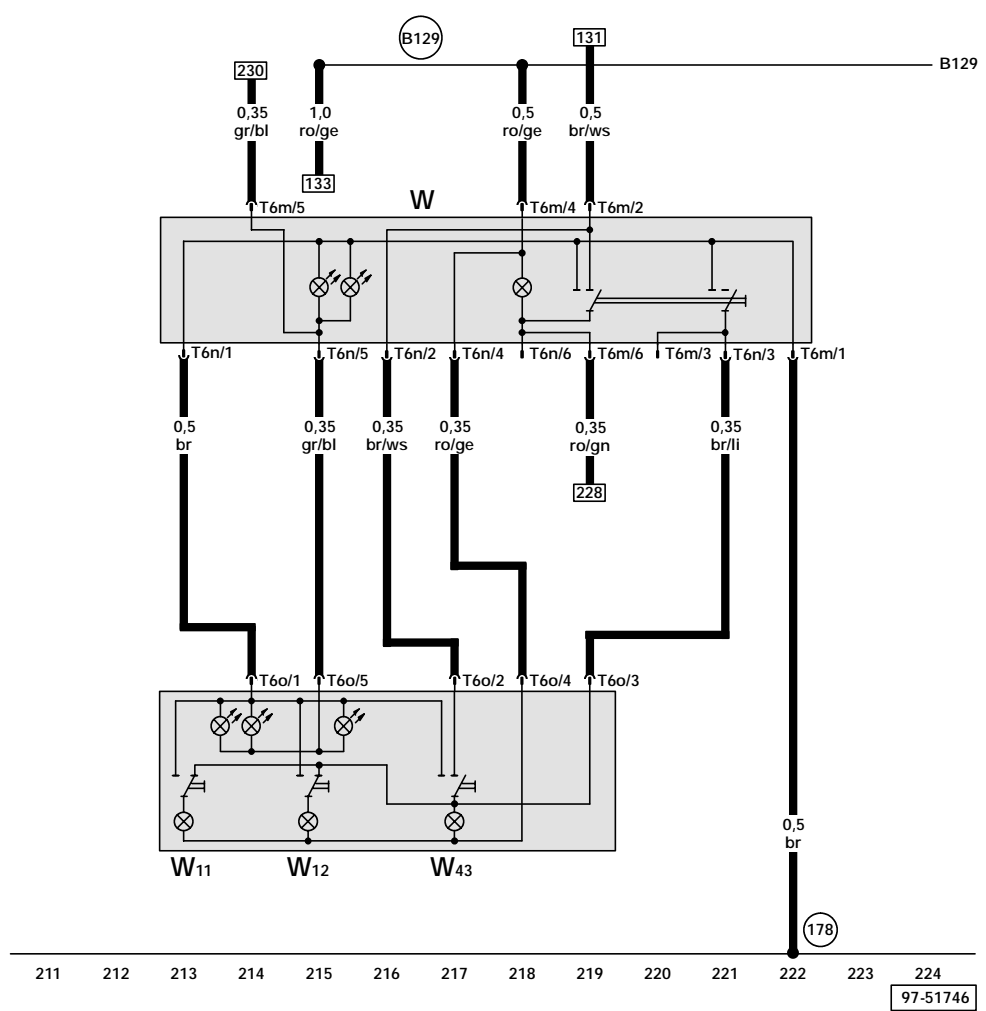 B129
131
B129
230
0,35
gr/bl
1,0
ro/ge
0,5
ro/ge
0,5
br/ws
133
T6m/5
W
T6m/4
T6m/2
T6n/1
T6n/5
T6n/2
T6n/4
T6n/6
T6m/6
T6m/3
T6n/3
T6m/1
0,5
br
0,35
gr/bl
0,35
br/ws
0,35
ro/ge
0,35
ro/gn
0,35
br/li
228
T6o/1
T6o/5
T6o/2
T6o/4
T6o/3
0,5
br
W11
W12
W43
178
211 212 213 214 215 216 217 218 219 220 221 222 223 224
97-51746